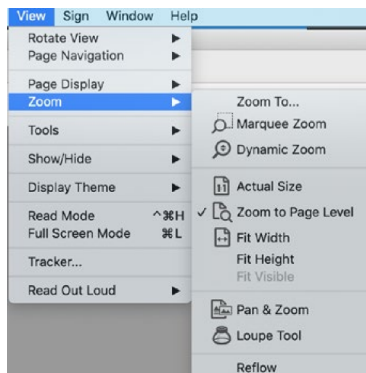 View Sign Window Help
Rotate View
Page Navigation
Page Display
Zoom
Tools
Show/Hide
Display Theme
Read Mode ^⌘H
Full Screen Mode ⌘L
Tracker...
Read Out Loud
Zoom To...
Marquee Zoom
Dynamic Zoom
Actual Size
✓ Zoom to Page Level
Fit Width
Fit Height
Fit Visible
Pan & Zoom
Loupe Tool
Reflow